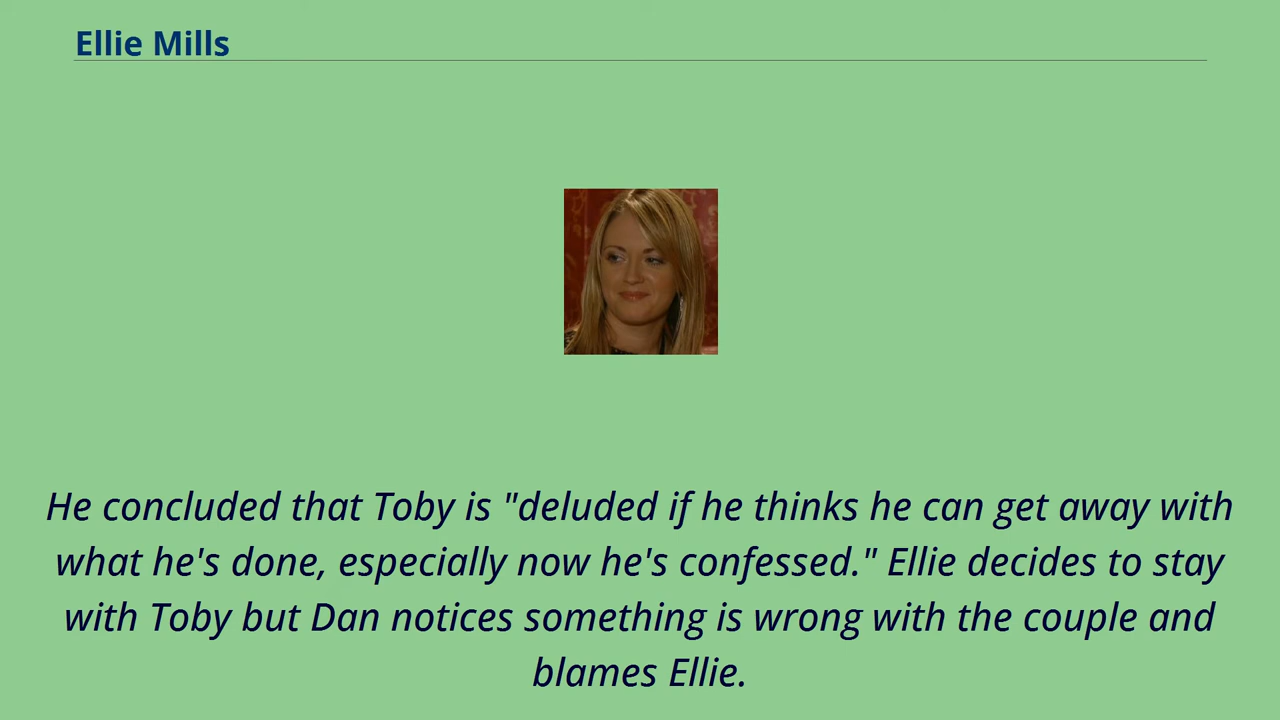 Ellie Mills
He concluded that Toby is "deluded if he thinks he can get away with
what he's done, especially now he's confessed." Ellie decides to stay
with Toby but Dan notices something is wrong with the couple and
blames Ellie.